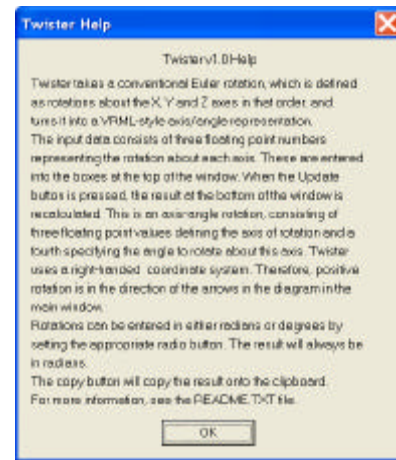 Twister Help
Twister v1.0 Help
Twister takes a conventional Euler rotation, which is defined
as rotations about the X, Y and Z axes in that order, and
turns it into a VRML-style axis/angle representation.
The input data consists of three floating point numbers
representing the rotation about each axis. These are entered
into the boxes at the top of the window. When the Update
button is pressed, the result at the bottom of the window is
recalculated. This is an axis-angle rotation, consisting of
three floating point values defining the axis of rotation and a
fourth specifying the angle to rotate about this axis. Twister
uses a right-handed coordinate system. Therefore, positive
rotation is in the direction of the arrows in the diagram in the
main window.
Rotations can be entered in either radians or degrees by
setting the appropriate radio button. The result will always be
in radians.
The copy button will copy the result onto the clipboard.
For more information, see the README.TXT file.
OK